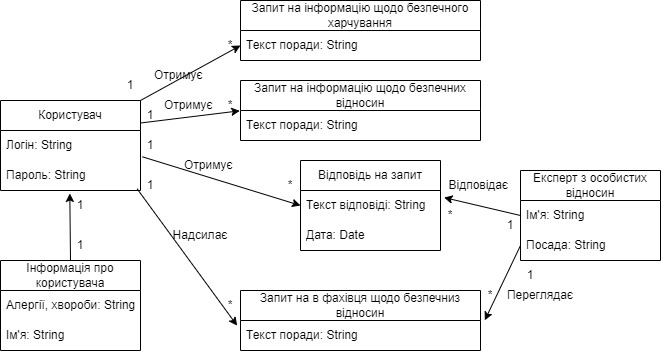 Запит на інформацію щодо безпечного
харчування
Текст поради: String
*
Отримує
1
Запит на інформацію щодо безпечних
відносин
Текст поради: String
*
Отримує
1
Користувач
Логін: String
Пароль: String
1
Отримує
*
1
Відповідь на запит
Текст відповіді: String
Дата: Date
Відповідає
*
1
Експерт з особистих
відносин
Ім'я: String
Посада: String
1
Переглядає
*
Надсилає
*
1
1
Інформація про
користувача
Алергії, хвороби: String
Ім'я: String
Запит на в фахівця щодо безпечниз
відносин
Текст поради: String